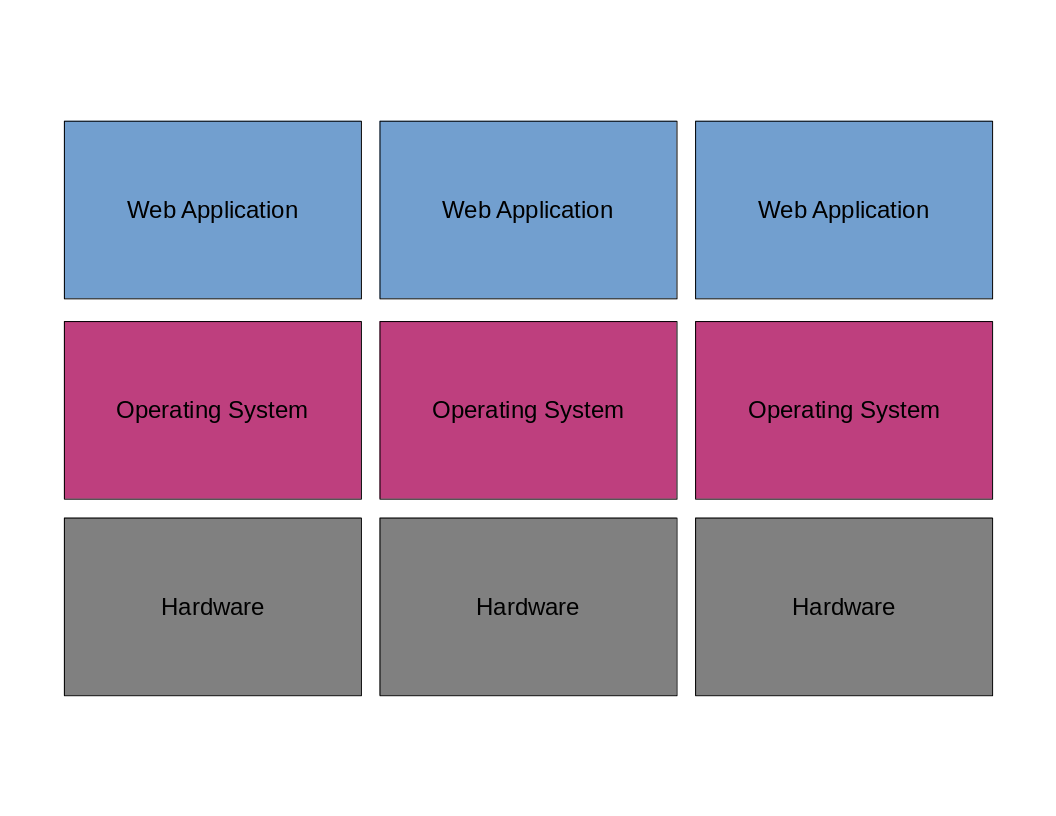 Web Application
Web Application
Web Application
Operating System
Operating System
Operating System
Hardware
Hardware
Hardware